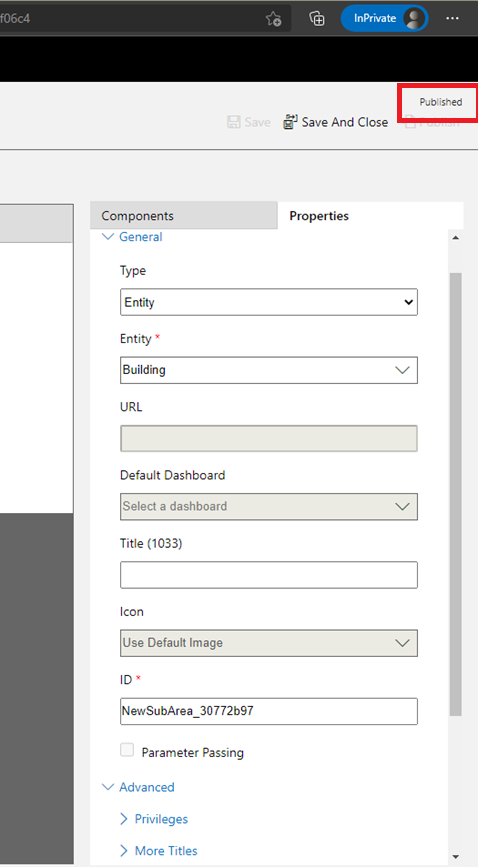 f06c4
InPrivate
Published
Save
Save And Close
Publish
Components
Properties
General
Type
Entity
Entity *
Building
URL
Default Dashboard
Select a dashboard
Title (1033)
Icon
Use Default Image
ID *
NewSubArea_30772b97
Parameter Passing
Advanced
Privileges
More Titles